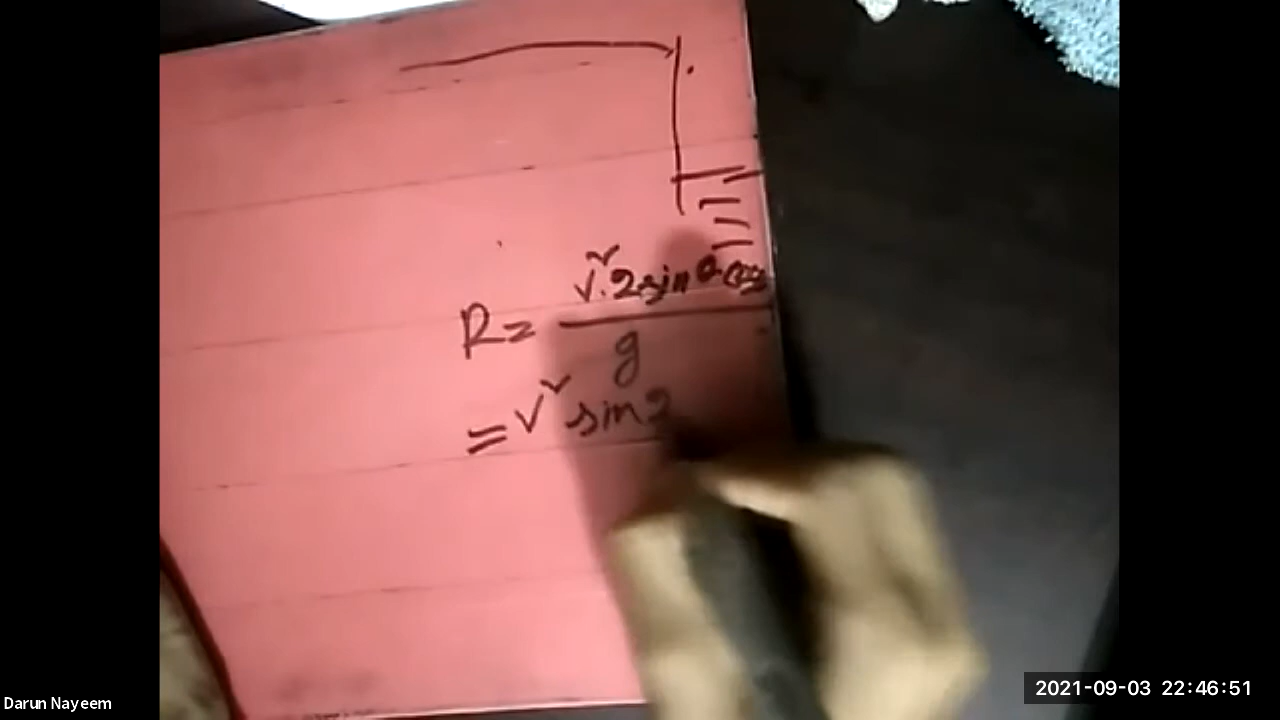 R = v². 2 sin θ cos
g
= v² sin 2
Darun Nayeem
2021-09-03 22:46:51